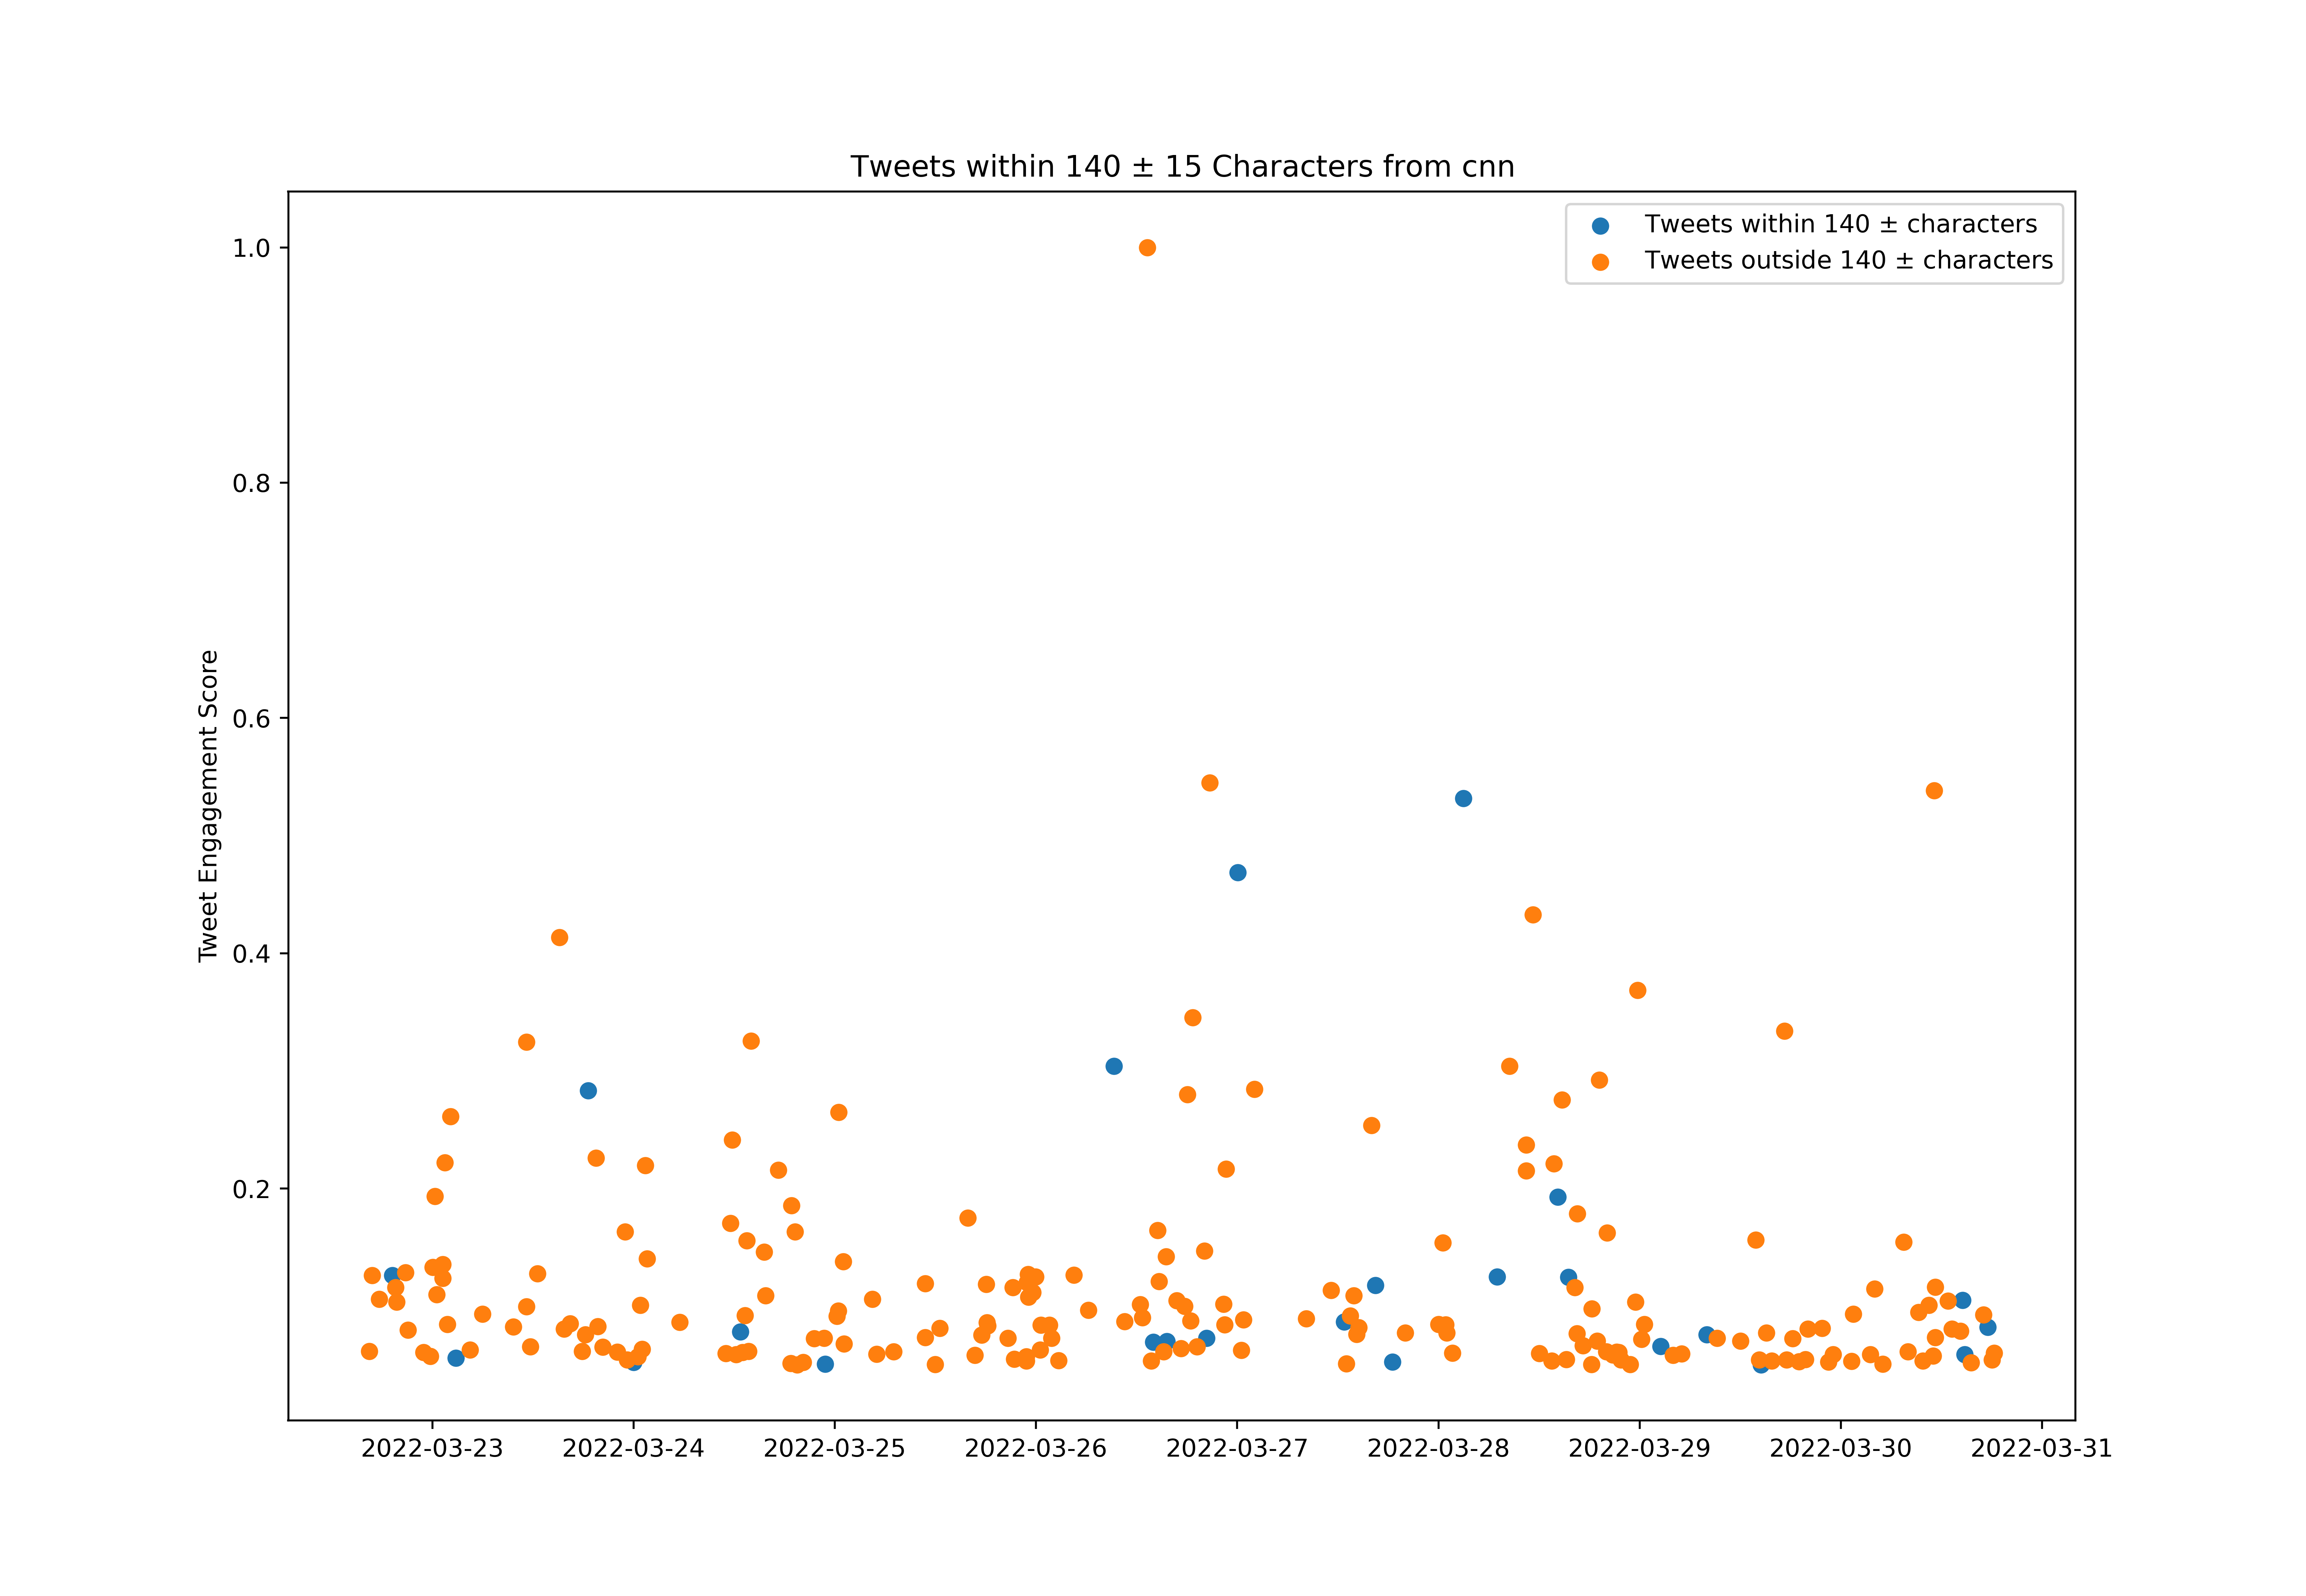 Tweets within 140 ± 15 Characters from cnn
Tweets within 140 ± characters
Tweets outside 140 ± characters
Tweet Engagement Score
1.0
0.8
0.6
0.4
0.2
2022-03-23 2022-03-24 2022-03-25 2022-03-26 2022-03-27 2022-03-28 2022-03-29 2022-03-30 2022-03-31